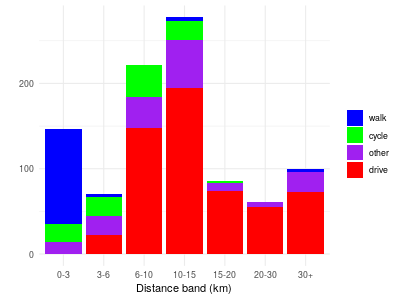 200
100
0
0-3 3-6 6-10 10-15 15-20 20-30 30+
Distance band (km)
walk
cycle
other
drive